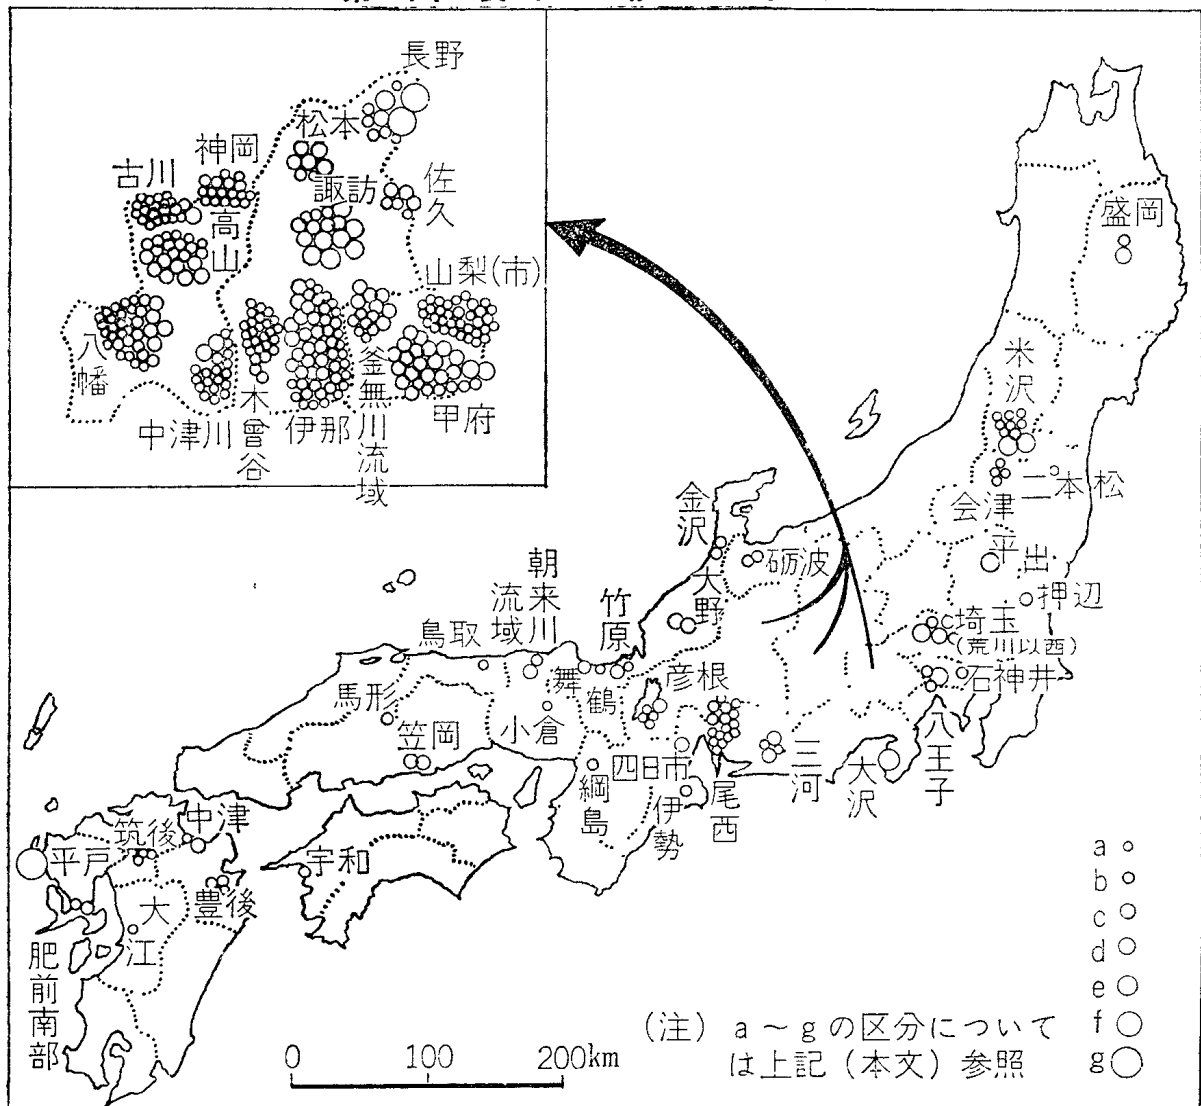 長野
松本
神岡
古川
諏訪
佐久
高山
山梨(市)
八幡
中津川
木曾谷
伊那
釜無川流域
甲府
盛岡
米沢
二本松
会津
平出
押辺
埼玉
(荒川以西)
石神井
八王子
大沢
三河
尾西
伊勢
四日市
彦根
綱島
金沢
砺波
大野
竹原
舞鶴
朝来川
流域
小倉
鳥取
馬形
笠岡
宇和
中津
筑後
平戸
豊後
大江
肥前南部
0 100 200km
a
b
c
d
e
f
g
(注) a～gの区分について
は上記(本文)参照